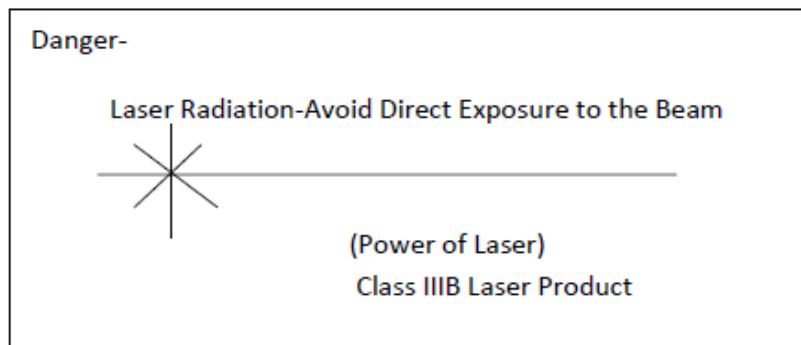 Danger-
Laser Radiation-Avoid Direct Exposure to the Beam
(Power of Laser)
Class IIIB Laser Product